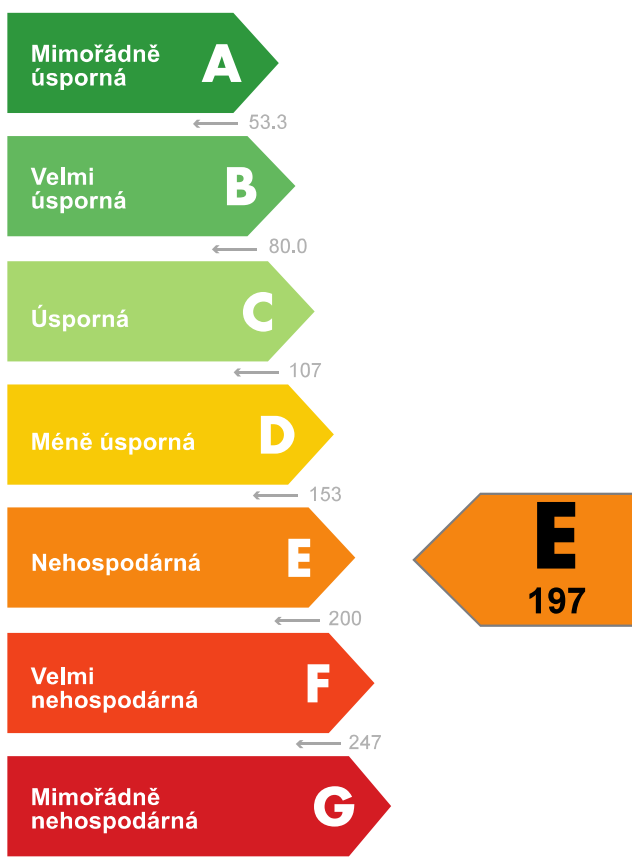 Mimořádně
úsporná
A
← 53.3
Velmi
úsporná
B
← 80.0
Úsporná
C
← 107
Méně úsporná
D
← 153
Nehospodárná
E
← 200
E
197
Velmi
nehospodárná
F
← 247
Mimořádně
nehospodárná
G